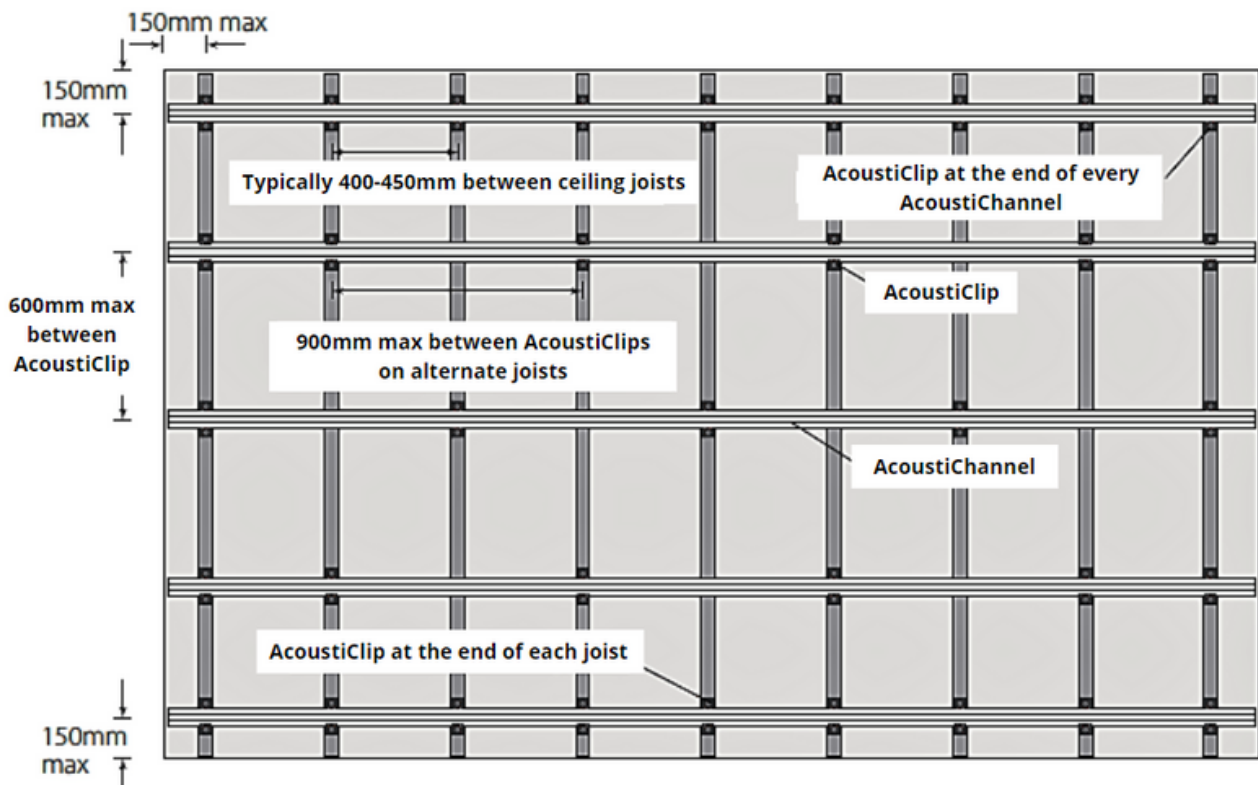 150mm max
150mm
max
Typically 400-450mm between ceiling joists
AcoustiClip at the end of every
AcoustiChannel
600mm max
between
AcoustiClip
AcoustiClip
900mm max between AcoustiClips
on alternate joists
AcoustiChannel
AcoustiClip at the end of each joist
150mm
max